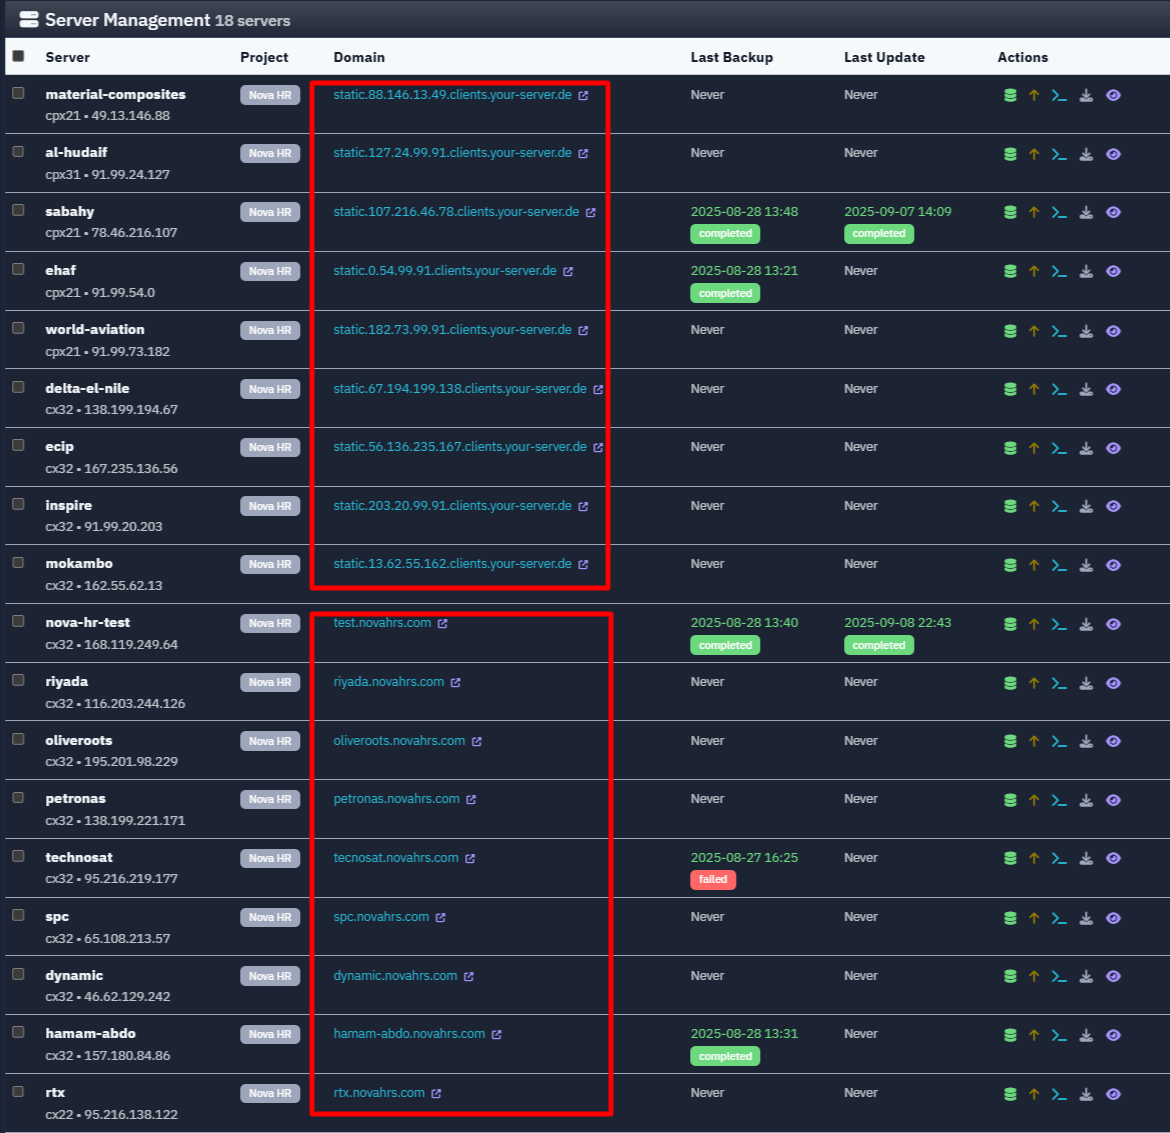 Server Management 18 servers
Server Project Domain Last Backup Last Update Actions
material-composites Nova HR static.88.146.13.49.clients.your-server.de Never Never
cpx21 • 49.13.146.88
al-hudaif Nova HR static.127.24.99.91.clients.your-server.de Never Never
cpx31 • 91.99.24.127
sabahy Nova HR static.107.216.46.78.clients.your-server.de 2025-08-28 13:48 2025-09-07 14:09
cpx21 • 78.46.216.107 completed completed
ehaf Nova HR static.0.54.99.91.clients.your-server.de 2025-08-28 13:21 Never
cpx21 • 91.99.54.0 completed
world-aviation Nova HR static.182.73.99.91.clients.your-server.de Never Never
cpx21 • 91.99.73.182
delta-el-nile Nova HR static.67.194.199.138.clients.your-server.de Never Never
cx32 • 138.199.194.67
ecip Nova HR static.56.136.235.167.clients.your-server.de Never Never
cx32 • 167.235.136.56
inspire Nova HR static.203.20.99.91.clients.your-server.de Never Never
cx32 • 91.99.20.203
mokambo Nova HR static.13.62.55.162.clients.your-server.de Never Never
cx32 • 162.55.62.13
nova-hr-test Nova HR test.novahrs.com 2025-08-28 13:40 2025-09-08 22:43
cx32 • 168.119.249.64 completed completed
riyada Nova HR riyada.novahrs.com Never Never
cx32 • 116.203.244.126
oliveroots Nova HR oliveroots.novahrs.com Never Never
cx32 • 195.201.98.229
petronas Nova HR petronas.novahrs.com Never Never
cx32 • 138.199.221.171
technosat Nova HR tecnosat.novahrs.com 2025-08-27 16:25 Never
cx32 • 95.216.219.177 failed
spc Nova HR spc.novahrs.com Never Never
cx32 • 65.108.213.57
dynamic Nova HR dynamic.novahrs.com Never Never
cx32 • 46.62.129.242
hamam-abdo Nova HR hamam-abdo.novahrs.com 2025-08-28 13:31 Never
cx32 • 157.180.84.86 completed
rtx Nova HR rtx.novahrs.com Never Never
cx22 • 95.216.138.122